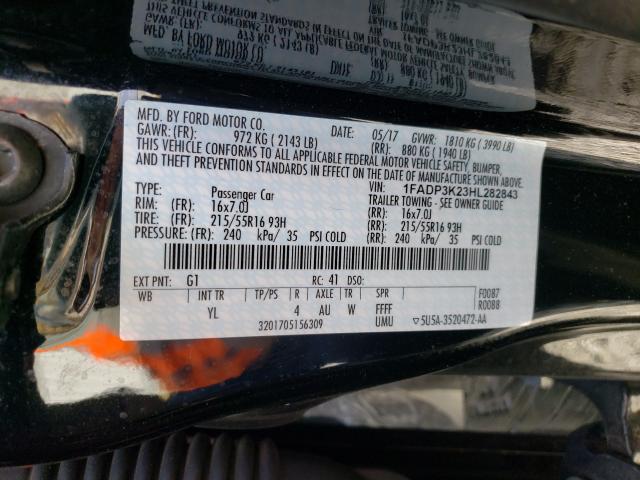 MFD. BY FORD MOTOR CO.
DATE: 05/17 GVWR: 1810 KG ( 3990 LB)
GAWR: (FR): 972 KG ( 2143 LB) (RR): 880 KG ( 1940 LB)
THIS VEHICLE CONFORMS TO ALL APPLICABLE FEDERAL MOTOR VEHICLE SAFETY, BUMPER,
AND THEFT PREVENTION STANDARDS IN EFFECT ON THE DATE OF MANUFACTURE SHOWN ABOVE.
VIN: 1FADP3K23HL282843
TYPE: Passenger Car TRAILER TOWING - SEE OWNER GUIDE
RIM: (FR) 16x7.0J (RR): 16x7.0J
TIRE: (FR) 215/55R16 93H (RR): 215/55R16 93H
PRESSURE: (FR) 240 kPa/ 35 PSI COLD (RR): 240 kPa/ 35 PSI COLD
EXT PNT: G1 RC: 41 DSO:
WB INT TR TP/PS R AXLE TR SPR F0087
YL 4 AU W FFFF R0088
3201705156309 UMU ▽5U5A-3520472-AA